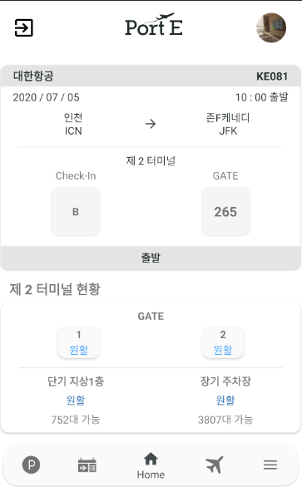 Port E
대한항공 KE081
2020 / 07 / 05 10 : 00 출발
인천 → 존F케네디
ICN JFK
제 2 터미널
Check-In GATE
B 265
출발
제 2 터미널 현황
GATE
1 2
원활 원활
단기 지상1층 장기 주차장
원활 원활
752대 가능 3807대 가능
P
Home